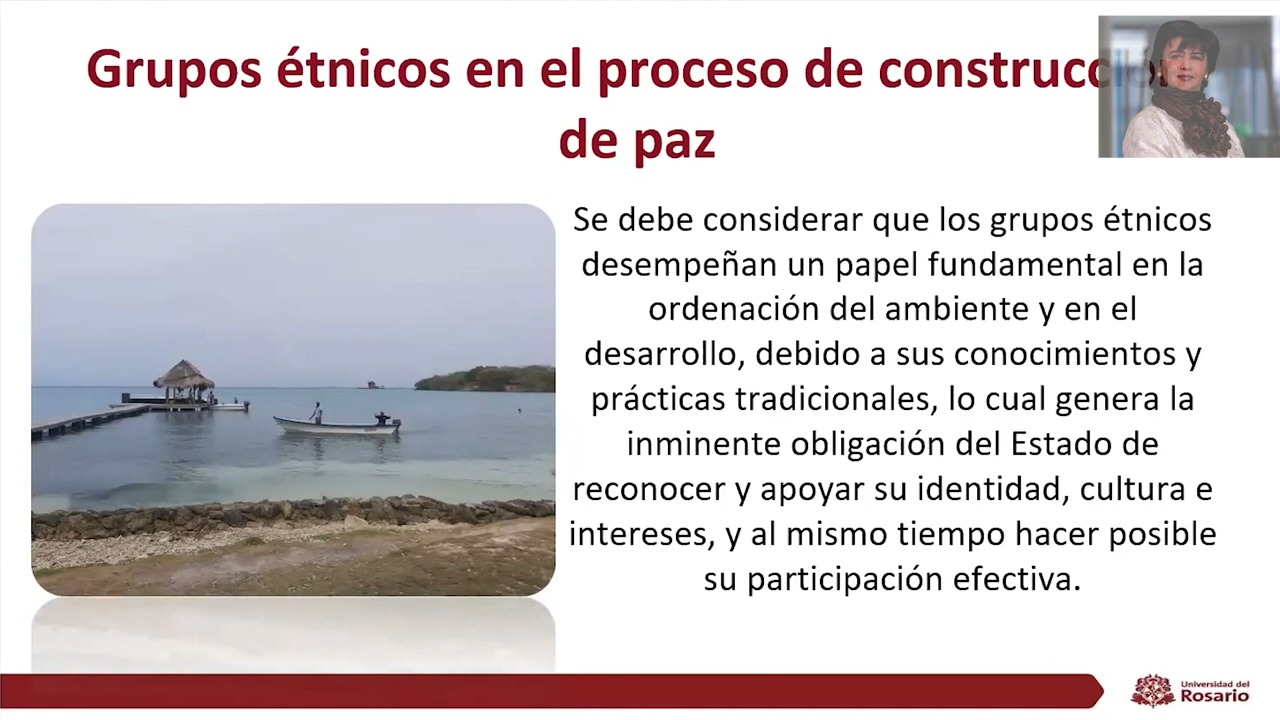 Grupos étnicos en el proceso de construcción
de paz
Se debe considerar que los grupos étnicos
desempeñan un papel fundamental en la
ordenación del ambiente y en el
desarrollo, debido a sus conocimientos y
prácticas tradicionales, lo cual genera la
inminente obligación del Estado de
reconocer y apoyar su identidad, cultura e
intereses, y al mismo tiempo hacer posible
su participación efectiva.
Universidad del
Rosario